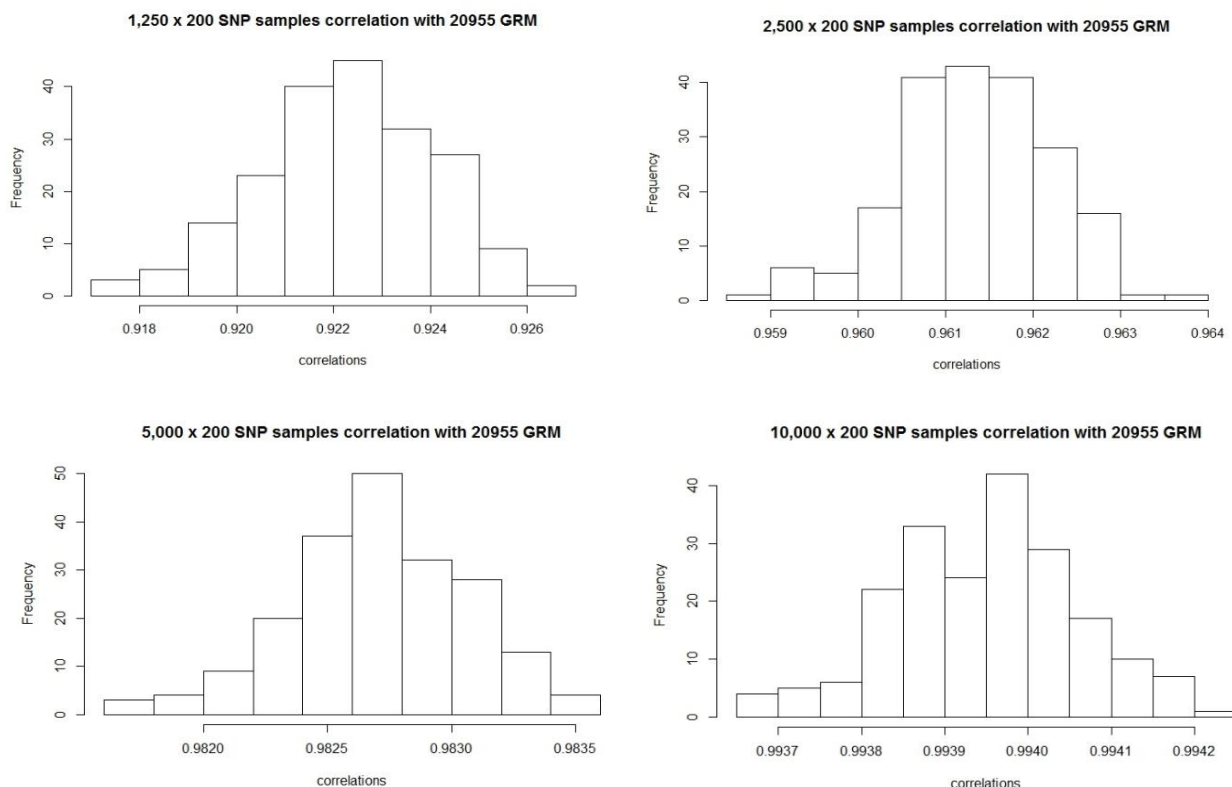 1,250 x 200 SNP samples correlation with 20955 GRM
Frequency
40
30
20
10
0
0.918 0.920 0.922 0.924 0.926
correlations
2,500 x 200 SNP samples correlation with 20955 GRM
Frequency
40
30
20
10
0
0.959 0.960 0.961 0.962 0.963 0.964
correlations
5,000 x 200 SNP samples correlation with 20955 GRM
Frequency
50
40
30
20
10
0
0.9820 0.9825 0.9830 0.9835
correlations
10,000 x 200 SNP samples correlation with 20955 GRM
Frequency
40
30
20
10
0
0.9937 0.9938 0.9939 0.9940 0.9941 0.9942
correlations